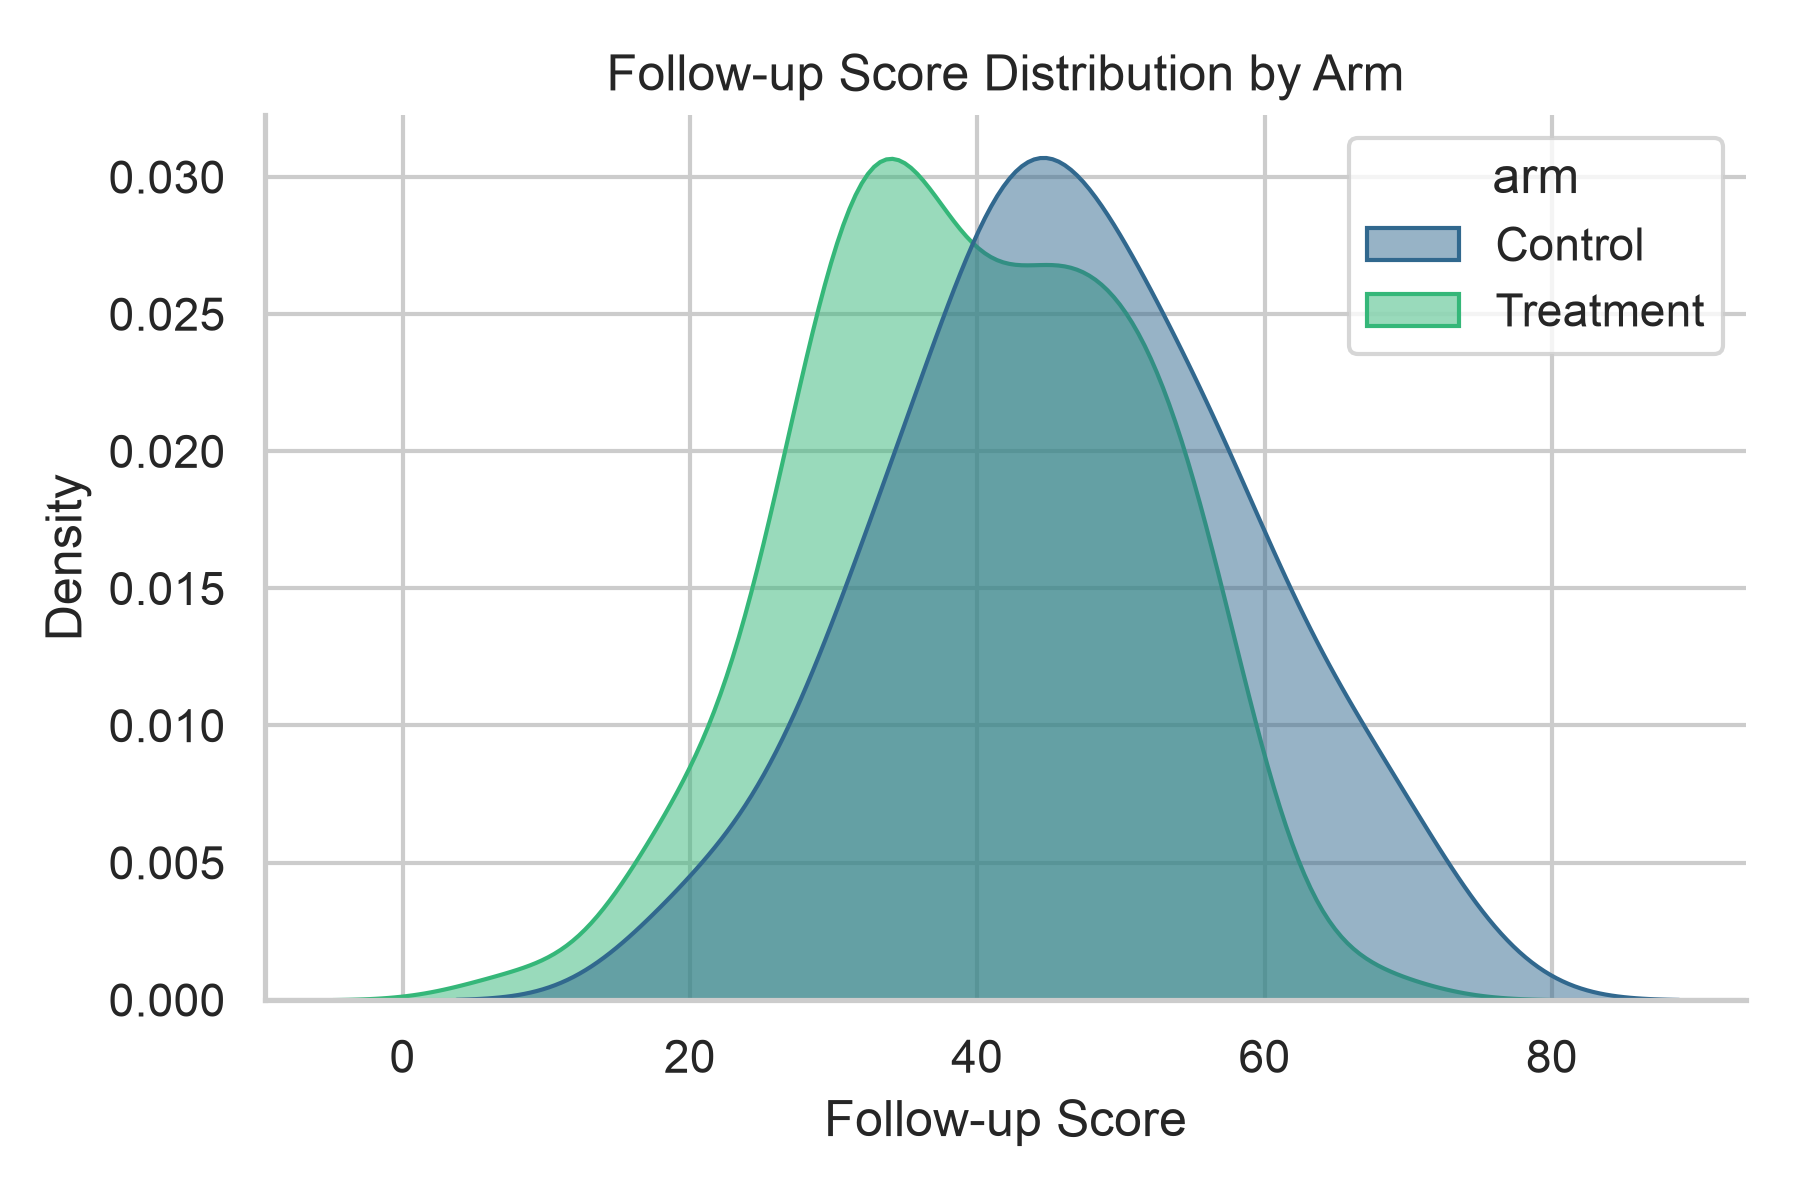 Follow-up Score Distribution by Arm
arm
Control
Treatment
Density
0.030
0.025
0.020
0.015
0.010
0.005
0.000
0 20 40 60 80
Follow-up Score